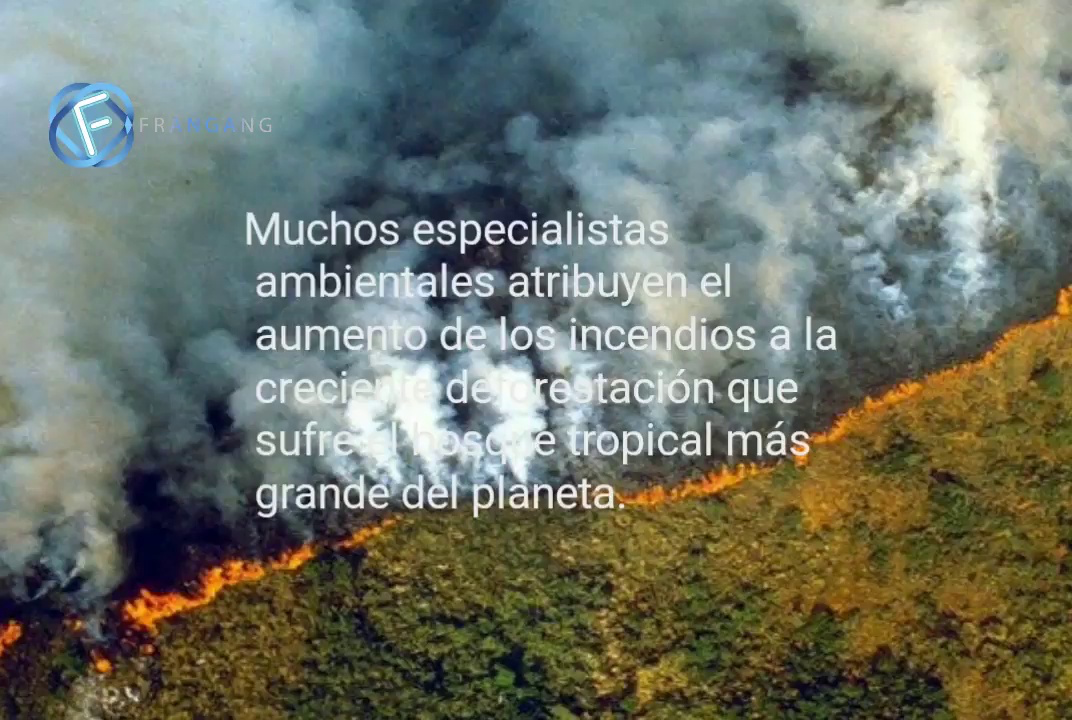 FRANGANG
Muchos especialistas
ambientales atribuyen el
aumento de los incendios a la
creciente deforestación que
sufre el bosque tropical más
grande del planeta.